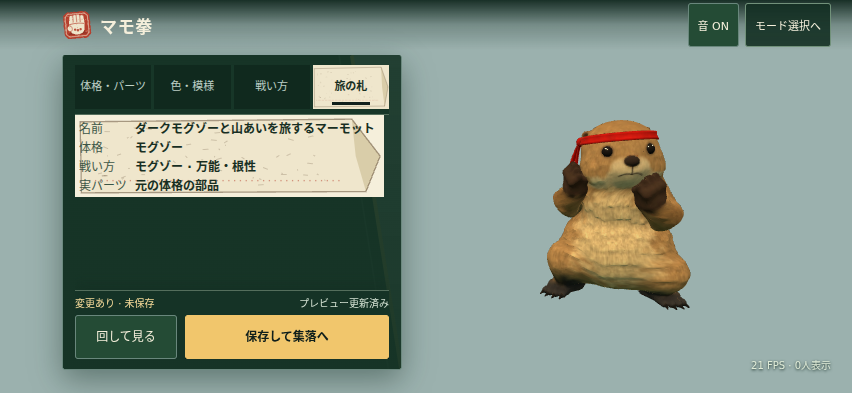 マモ拳
音 ON
モード選択へ
体格・パーツ
色・模様
戦い方
旅の札
名前 ダークモグゾーと山あいを旅するマーモット
体格 モグゾー
戦い方 モグゾー・万能・根性
実パーツ 元の体格の部品
変更あり・未保存
プレビュー更新済み
回して見る
保存して集落へ
21 FPS・0人表示